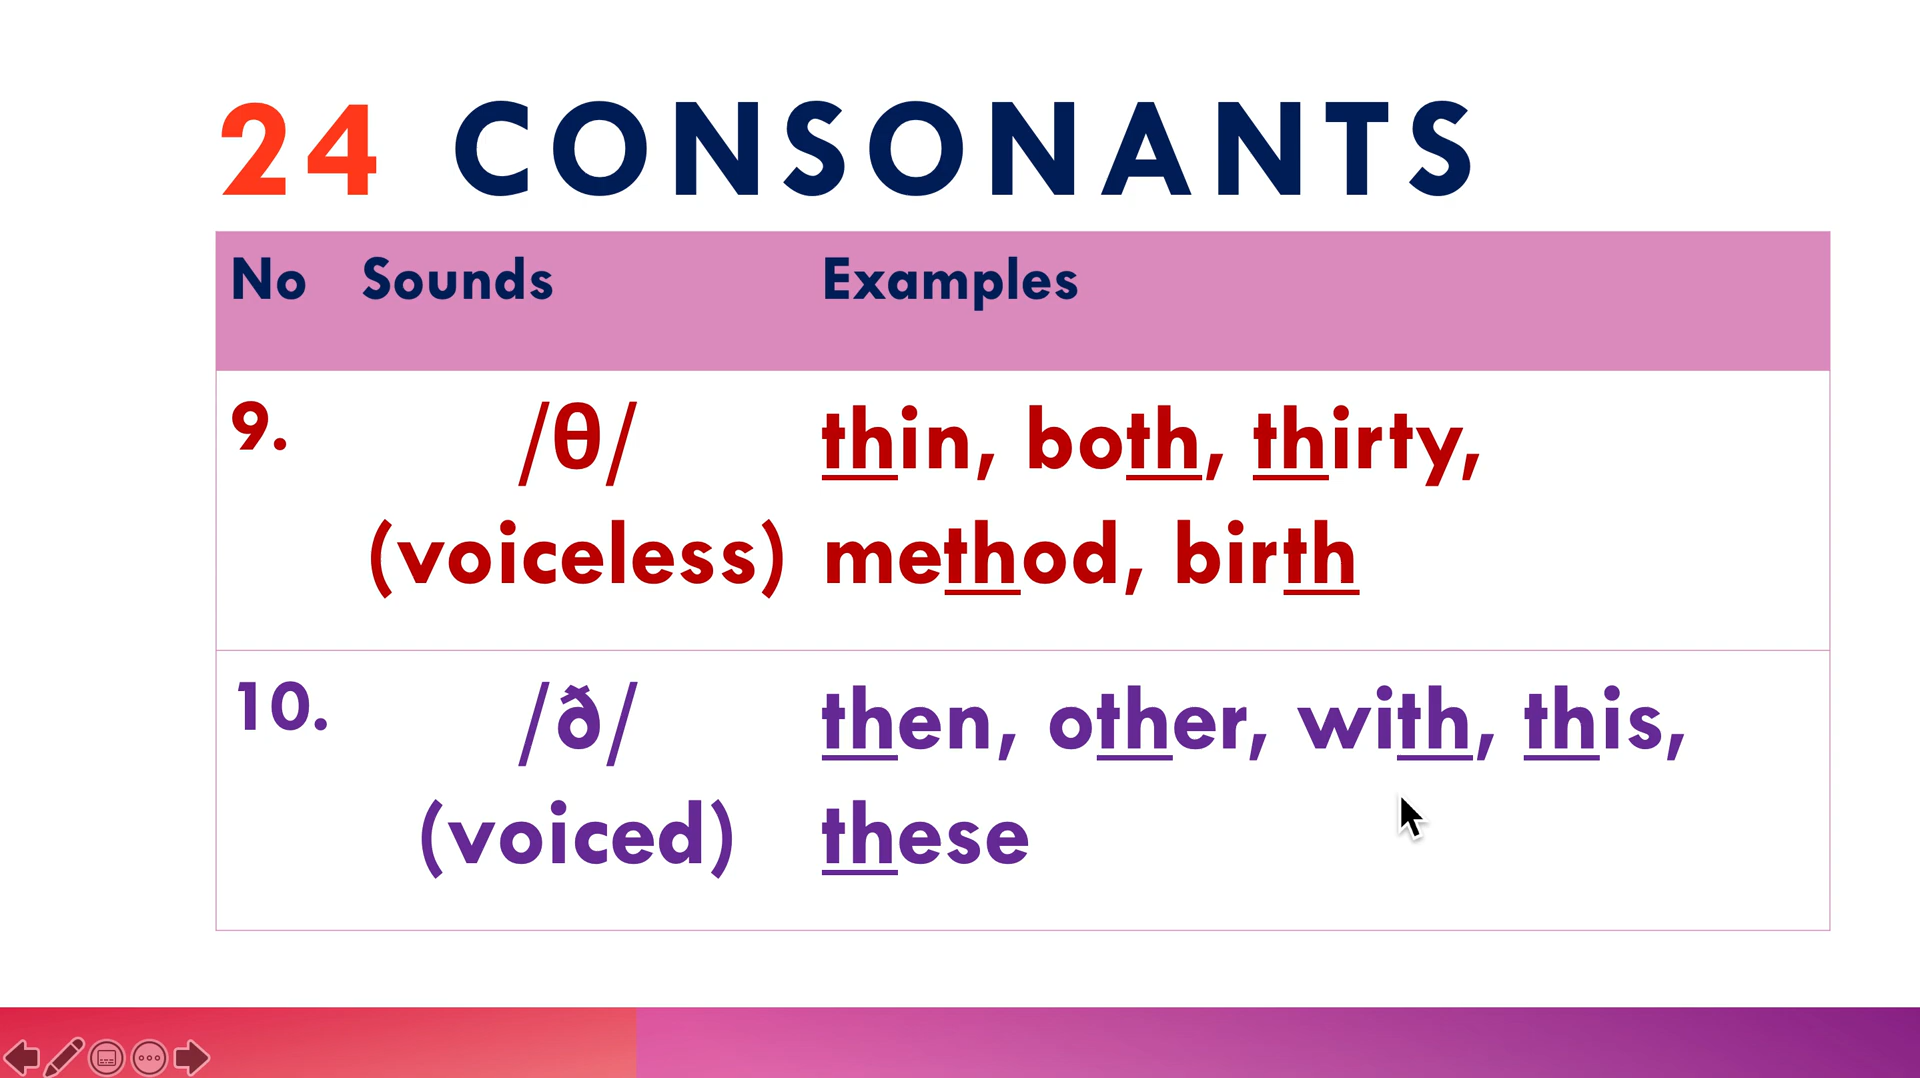 24 CONSONANTS
No Sounds Examples
9. /θ/ thin, both, thirty,
(voiceless) method, birth
10. /ð/ then, other, with, this,
(voiced) these